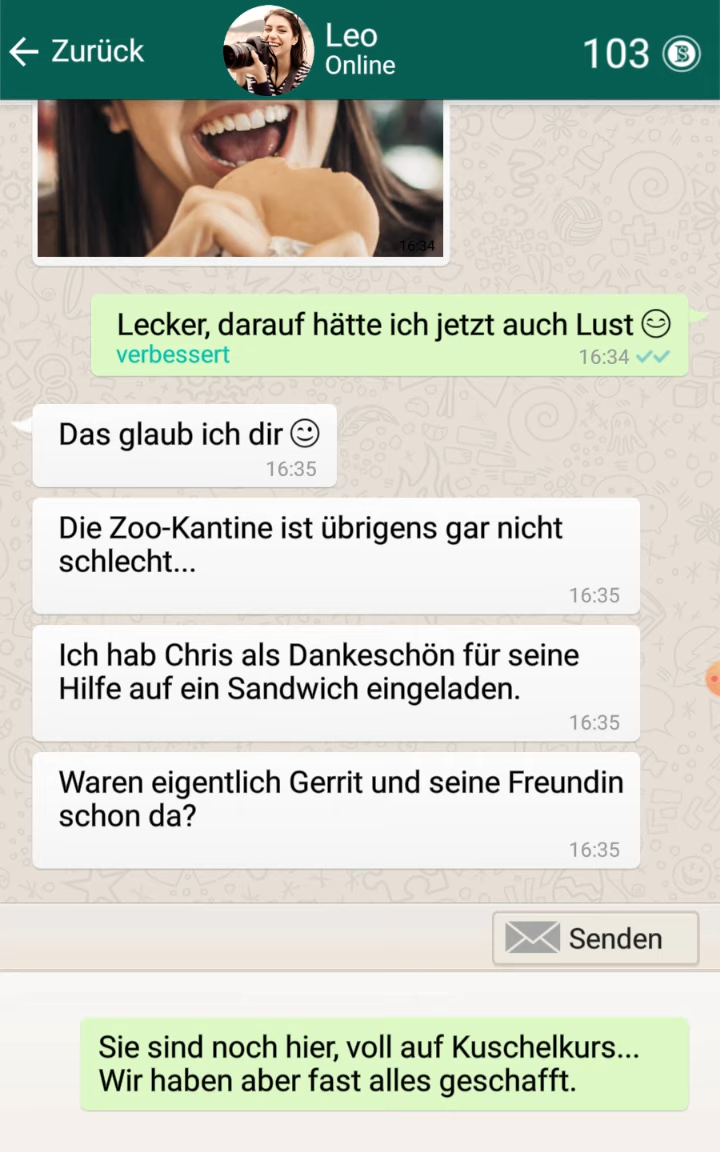 Zurück
Leo
Online
103
16:34
Lecker, darauf hätte ich jetzt auch Lust 😊
verbessert
16:34
Das glaub ich dir 😉
16:35
Die Zoo-Kantine ist übrigens gar nicht
schlecht...
16:35
Ich hab Chris als Dankeschön für seine
Hilfe auf ein Sandwich eingeladen.
16:35
Waren eigentlich Gerrit und seine Freundin
schon da?
16:35
Senden
Sie sind noch hier, voll auf Kuschelkurs...
Wir haben aber fast alles geschafft.